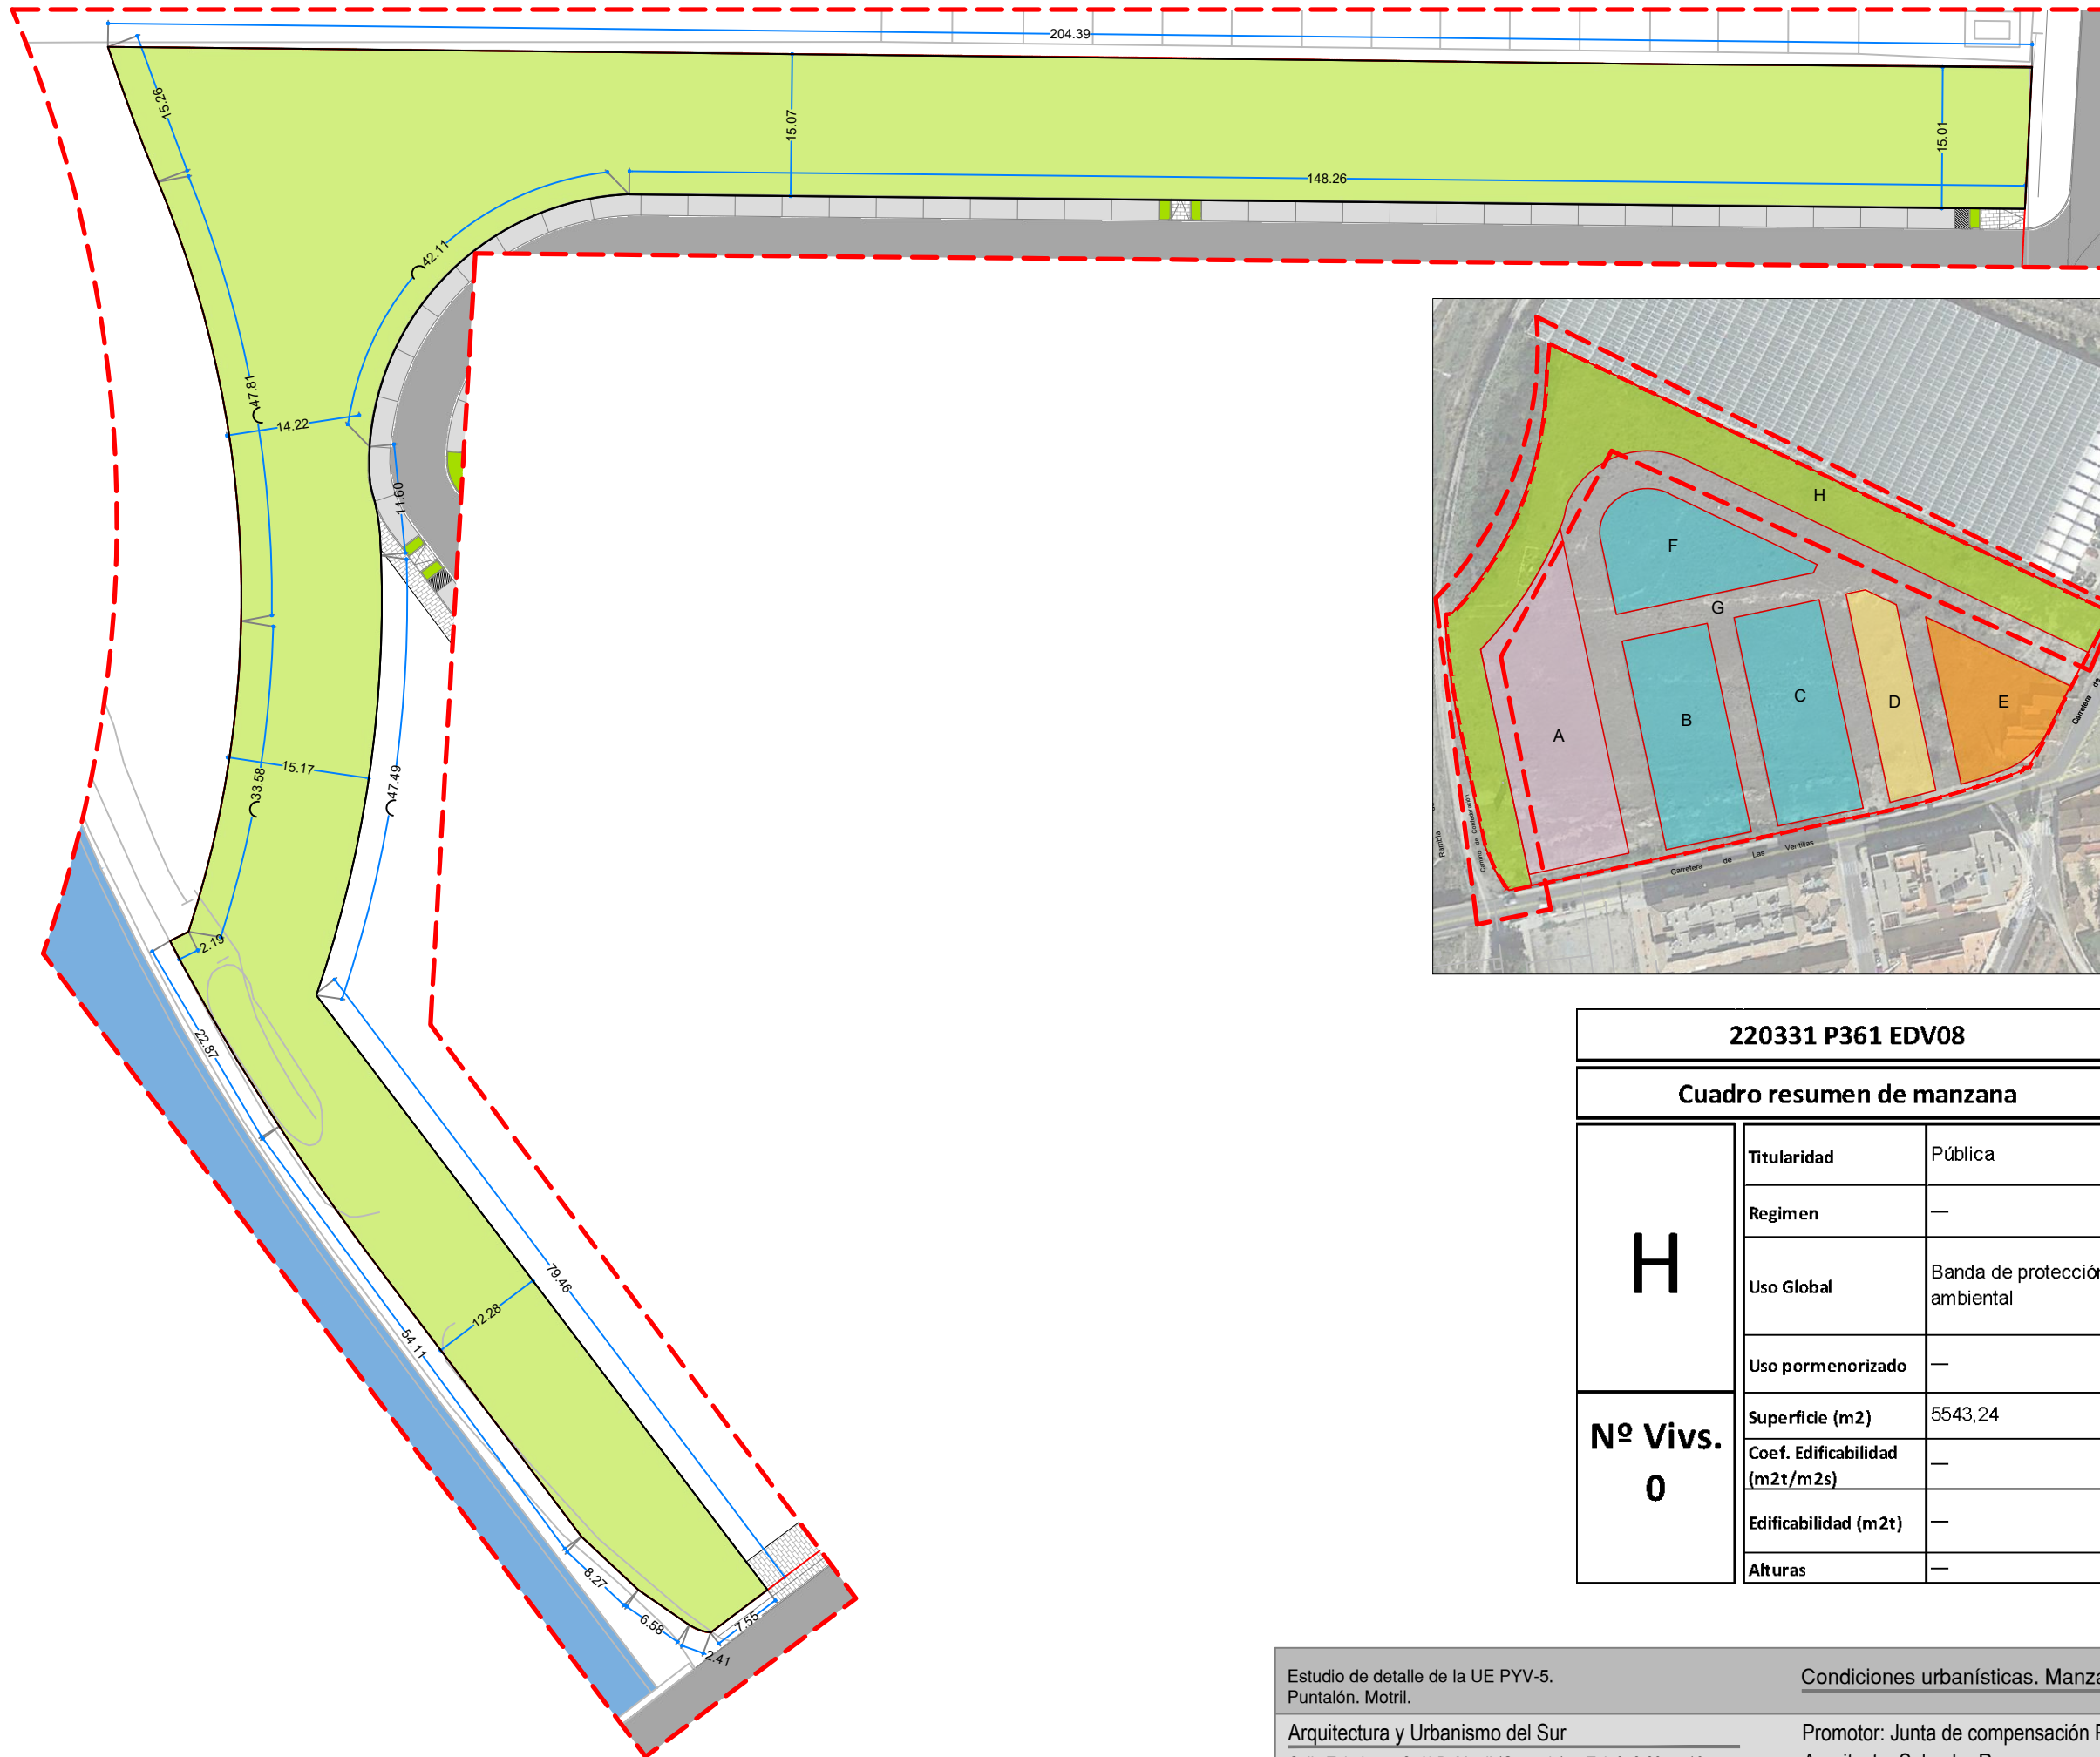 204.39
15.26
15.07
15.01
148.26
42.11
47.81
14.22
11.60
15.17
33.58
47.49
2.19
22.87
79.46
12.28
54.11
8.27
6.58
2.41
7.55
H
F
G
A
B
C
D
E
Carretera de
Rambla
Carretera de Las Ventillas
220331 P361 EDV08
Cuadro resumen de manzana
H
Nº Vivs.
0
Titularidad Pública
Regimen —
Uso Global Banda de protección
ambiental
Uso pormenorizado —
Superficie (m2) 5543,24
Coef. Edificabilidad
(m2t/m2s) —
Edificabilidad (m2t) —
Alturas —
Estudio de detalle de la UE PYV-5.
Puntalón. Motril.
Condiciones urbanísticas. Manza
Arquitectura y Urbanismo del Sur
Promotor: Junta de compensación P